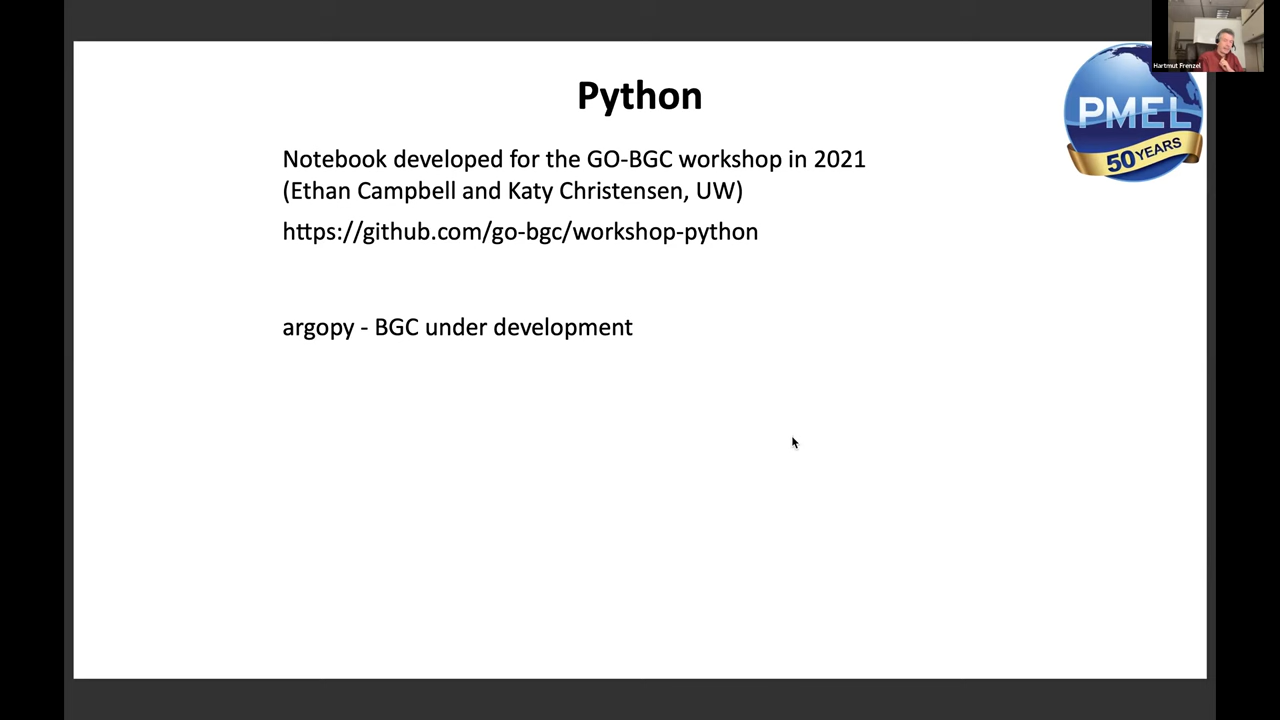 Python
Notebook developed for the GO-BGC workshop in 2021
(Ethan Campbell and Katy Christensen, UW)
https://github.com/go-bgc/workshop-python
argopy - BGC under development
Hartmut Frenzel
PMEL
50 YEARS